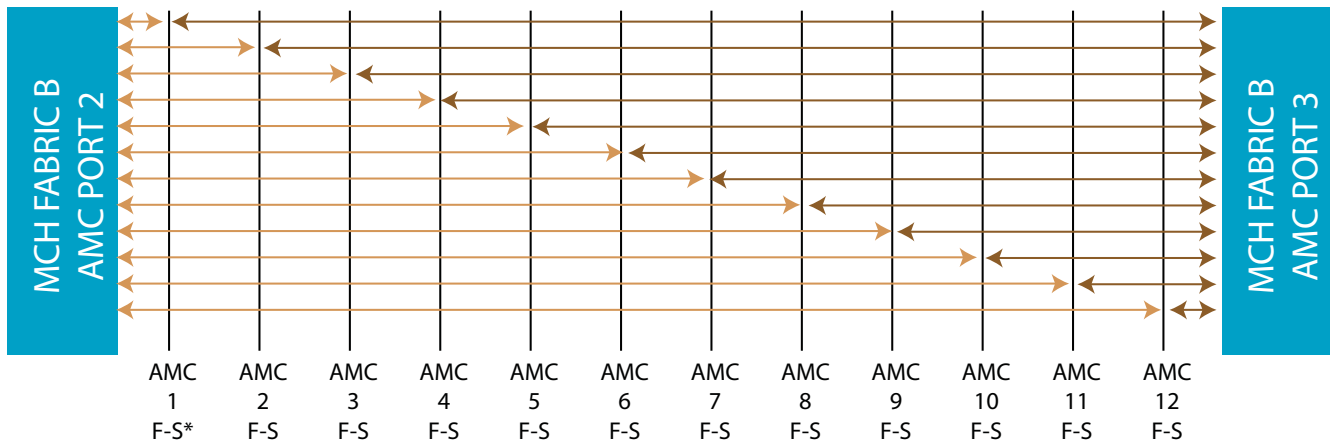 MCH FABRIC B
AMC PORT 2
MCH FABRIC B
AMC PORT 3
AMC AMC AMC AMC AMC AMC AMC AMC AMC AMC AMC AMC
1 2 3 4 5 6 7 8 9 10 11 12
F-S* F-S F-S F-S F-S F-S F-S F-S F-S F-S F-S F-S